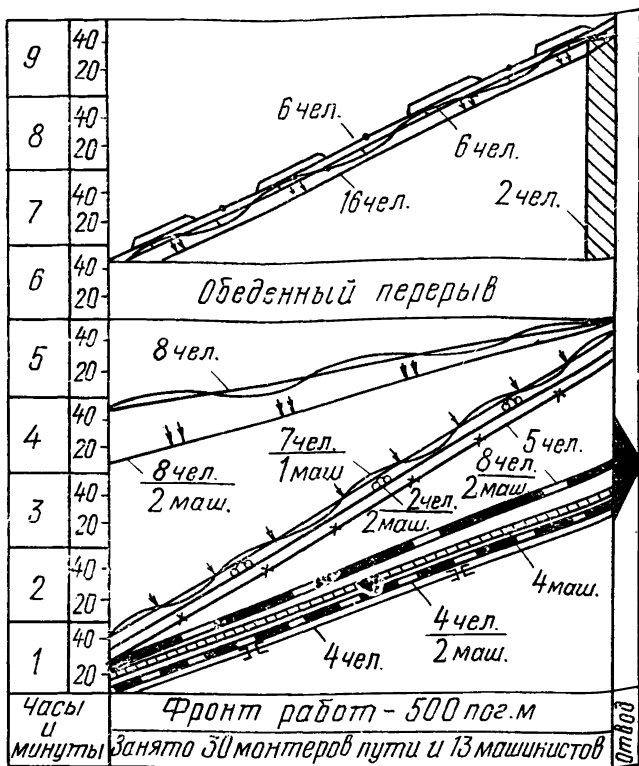 9 40
20
8 40
20
7 40
20
6 40
20
5 40
20
4 40
20
3 40
20
2 40
20
1 40
20
6 чел.
6 чел.
16 чел.
2 чел.
Обеденный перерыв
8 чел.
8 чел.
2 маш.
7 чел.
1 маш
2 чел.
2 маш.
5 чел.
8 чел.
2 маш.
4 маш.
4 чел.
2 маш.
4 чел.
Часы
и
минуты
Фронт работ - 500 пог.м
Занято 30 монтеров пути и 13 машинистов
Отвод